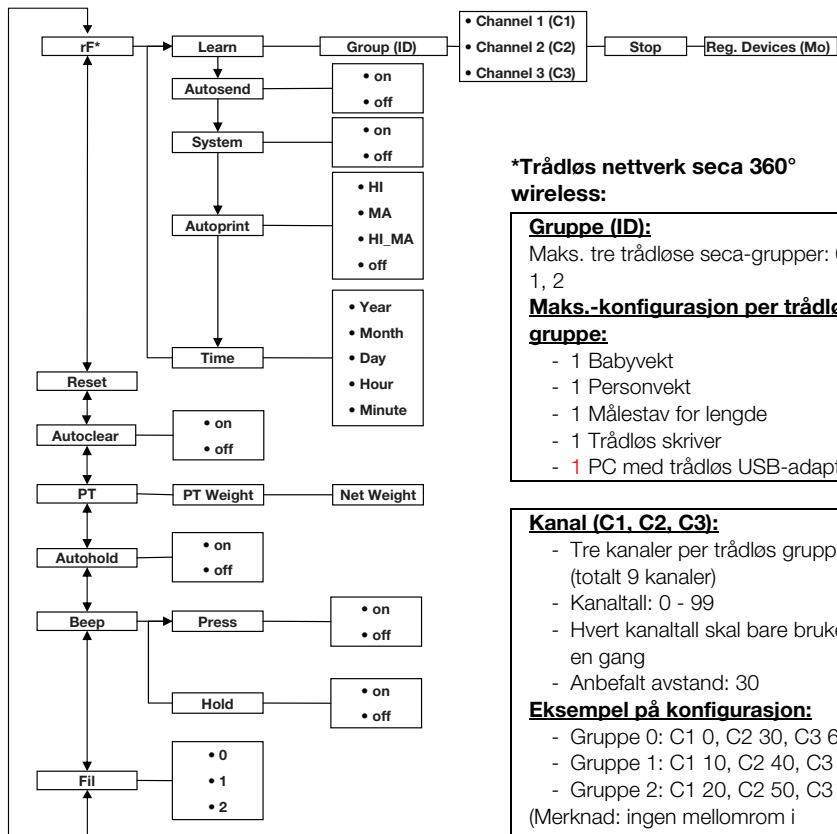 rF*
Learn
Group (ID)
• Channel 1 (C1)
• Channel 2 (C2)
• Channel 3 (C3)
Stop
Reg. Devices (Mo)
Autosend
• on
• off
System
• on
• off
Autoprint
• HI
• MA
• HI_MA
• off
Time
• Year
• Month
• Day
• Hour
• Minute
Reset
Autoclear
• on
• off
PT
PT Weight
Net Weight
Autohold
• on
• off
Beep
Press
• on
• off
Hold
• on
• off
Fil
• 0
• 1
• 2
*Trådløs nettverk seca 360°
wireless:
Gruppe (ID):
Maks. tre trådløse seca-grupper:
1, 2
Maks.-konfigurasjon per
gruppe:
- 1 Babyvekt
- 1 Personvekt
- 1 Målestav for lengde
- 1 Trådløs skriver
- 1 PC med trådløs
Kanal (C1, C2, C3):
- Tre kanaler per trådløs
(totalt 9 kanaler)
- Kanaltall: 0 - 99
- Hvert kanaltall skal bare
en gang
- Anbefalt avstand: 30
Eksempel på konfigurasjon:
- Gruppe 0: C1 0, C2 30, C3
- Gruppe 1: C1 10, C2 40, C3
- Gruppe 2: C1 20, C2 50, C3
(Merknad: ingen mellomrom i